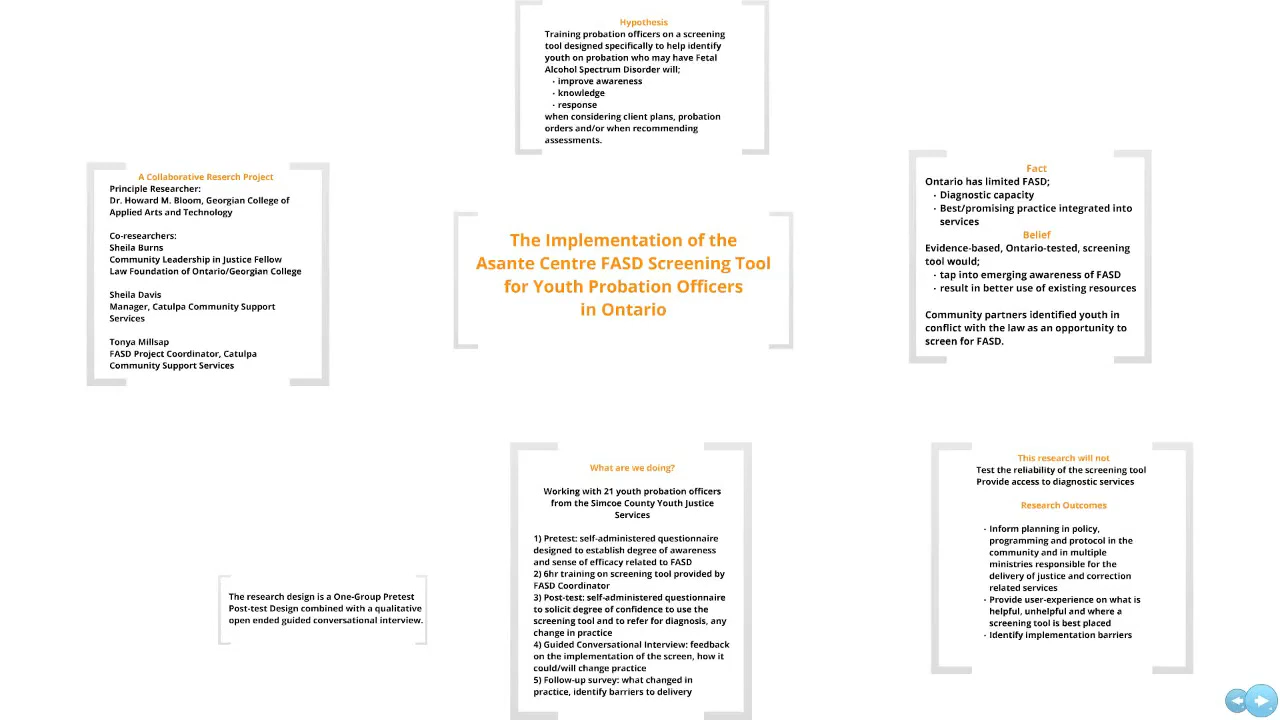 Hypothesis
Training probation officers on a screening
tool designed specifically to help identify
youth on probation who may have Fetal
Alcohol Spectrum Disorder will;
· improve awareness
· knowledge
· response
when considering client plans, probation
orders and/or when recommending
assessments.
A Collaborative Reserch Project
Principle Researcher:
Dr. Howard M. Bloom, Georgian College of
Applied Arts and Technology
Co-researchers:
Sheila Burns
Community Leadership in Justice Fellow
Law Foundation of Ontario/Georgian College
Sheila Davis
Manager, Catulpa Community Support
Services
Tonya Millsap
FASD Project Coordinator, Catulpa
Community Support Services
The Implementation of the
Asante Centre FASD Screening Tool
for Youth Probation Officers
in Ontario
Fact
Ontario has limited FASD;
· Diagnostic capacity
· Best/promising practice integrated into
services
Belief
Evidence-based, Ontario-tested, screening
tool would;
· tap into emerging awareness of FASD
· result in better use of existing resources
Community partners identified youth in
conflict with the law as an opportunity to
screen for FASD.
The research design is a One-Group Pretest
Post-test Design combined with a qualitative
open ended guided conversational interview.
What are we doing?
Working with 21 youth probation officers
from the Simcoe County Youth Justice
Services
1) Pretest: self-administered questionnaire
designed to establish degree of awareness
and sense of efficacy related to FASD
2) 6hr training on screening tool provided by
FASD Coordinator
3) Post-test: self-administered questionnaire
to solicit degree of confidence to use the
screening tool and to refer for diagnosis, any
change in practice
4) Guided Conversational Interview: feedback
on the implementation of the screen, how it
could/will change practice
5) Follow-up survey: what changed in
practice, identify barriers to delivery
This research will not
Test the reliability of the screening tool
Provide access to diagnostic services
Research Outcomes
· Inform planning in policy,
programming and protocol in the
community and in multiple
ministries responsible for the
delivery of justice and correction
related services
· Provide user-experience on what is
helpful, unhelpful and where a
screening tool is best placed
· Identify implementation barriers